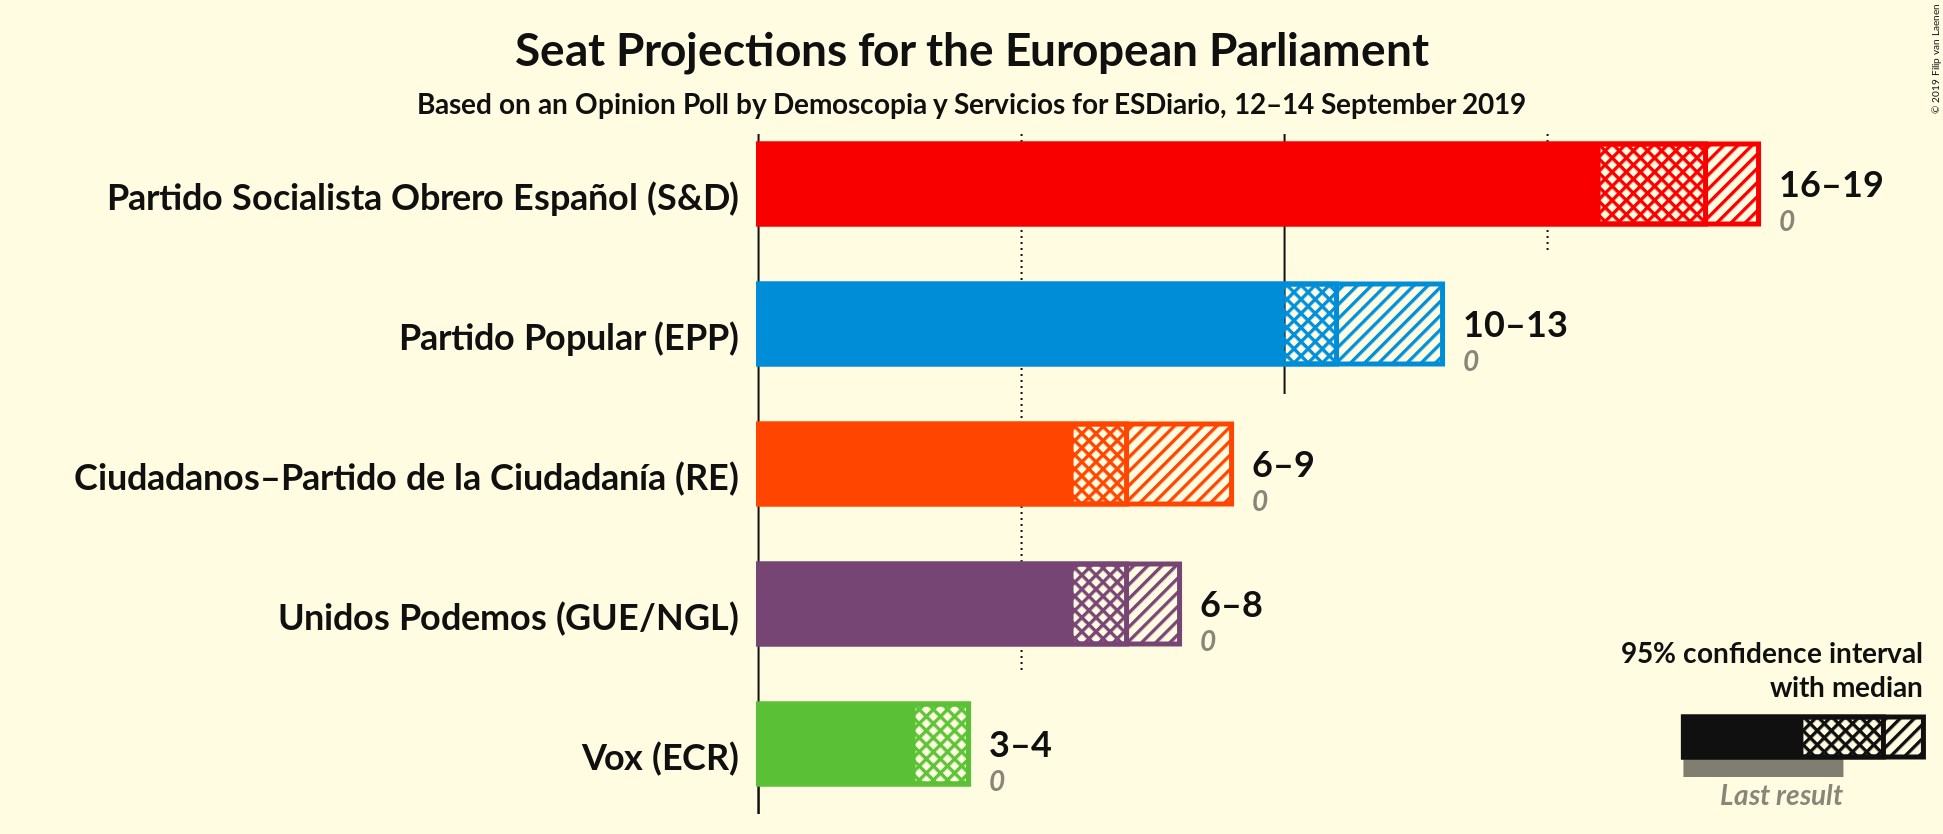 Seat Projections for the European Parliament
Based on an Opinion Poll by Demoscopia y Servicios for ESDiario, 12–14 September 2019
© 2019 Filip van Laenen
Partido Socialista Obrero Español (S&D)
16–19
0
Partido Popular (EPP)
10–13
0
Ciudadanos–Partido de la Ciudadanía (RE)
6–9
0
Unidos Podemos (GUE/NGL)
6–8
0
Vox (ECR)
3–4
0
95% confidence interval
with median
Last result